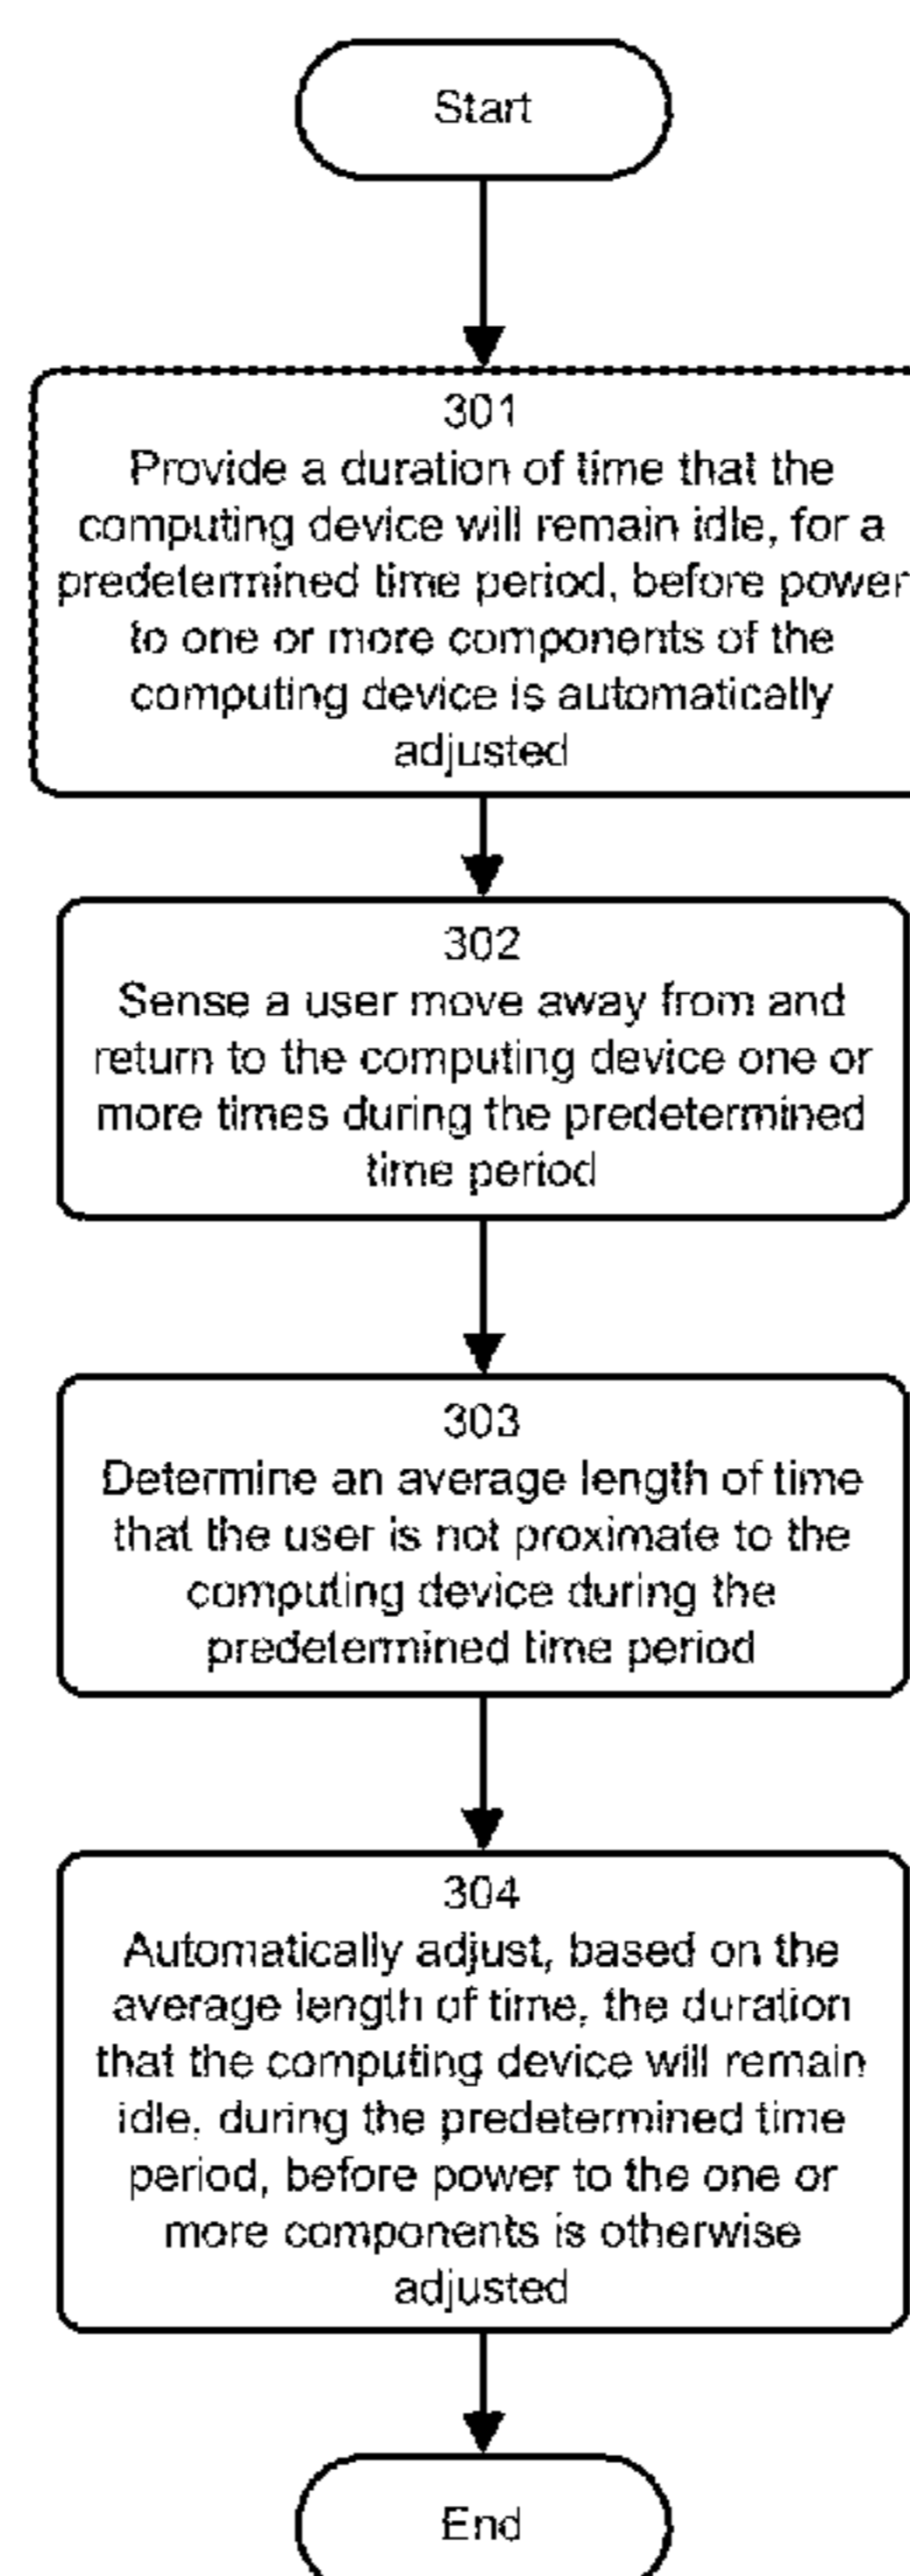 Start
301
Provide a duration of time that the
computing device will remain idle, for a
predetermined time period, before power
to one or more components of the
computing device is automatically
adjusted
302
Sense a user move away from and
return to the computing device one or
more times during the predetermined
time period
303
Determine an average length of time
that the user is not proximate to the
computing device during the
predetermined time period
304
Automatically adjust, based on the
average length of time, the duration
that the computing device will remain
idle, during the predetermined time
period, before power to the one or
more components is otherwise
adjusted
End